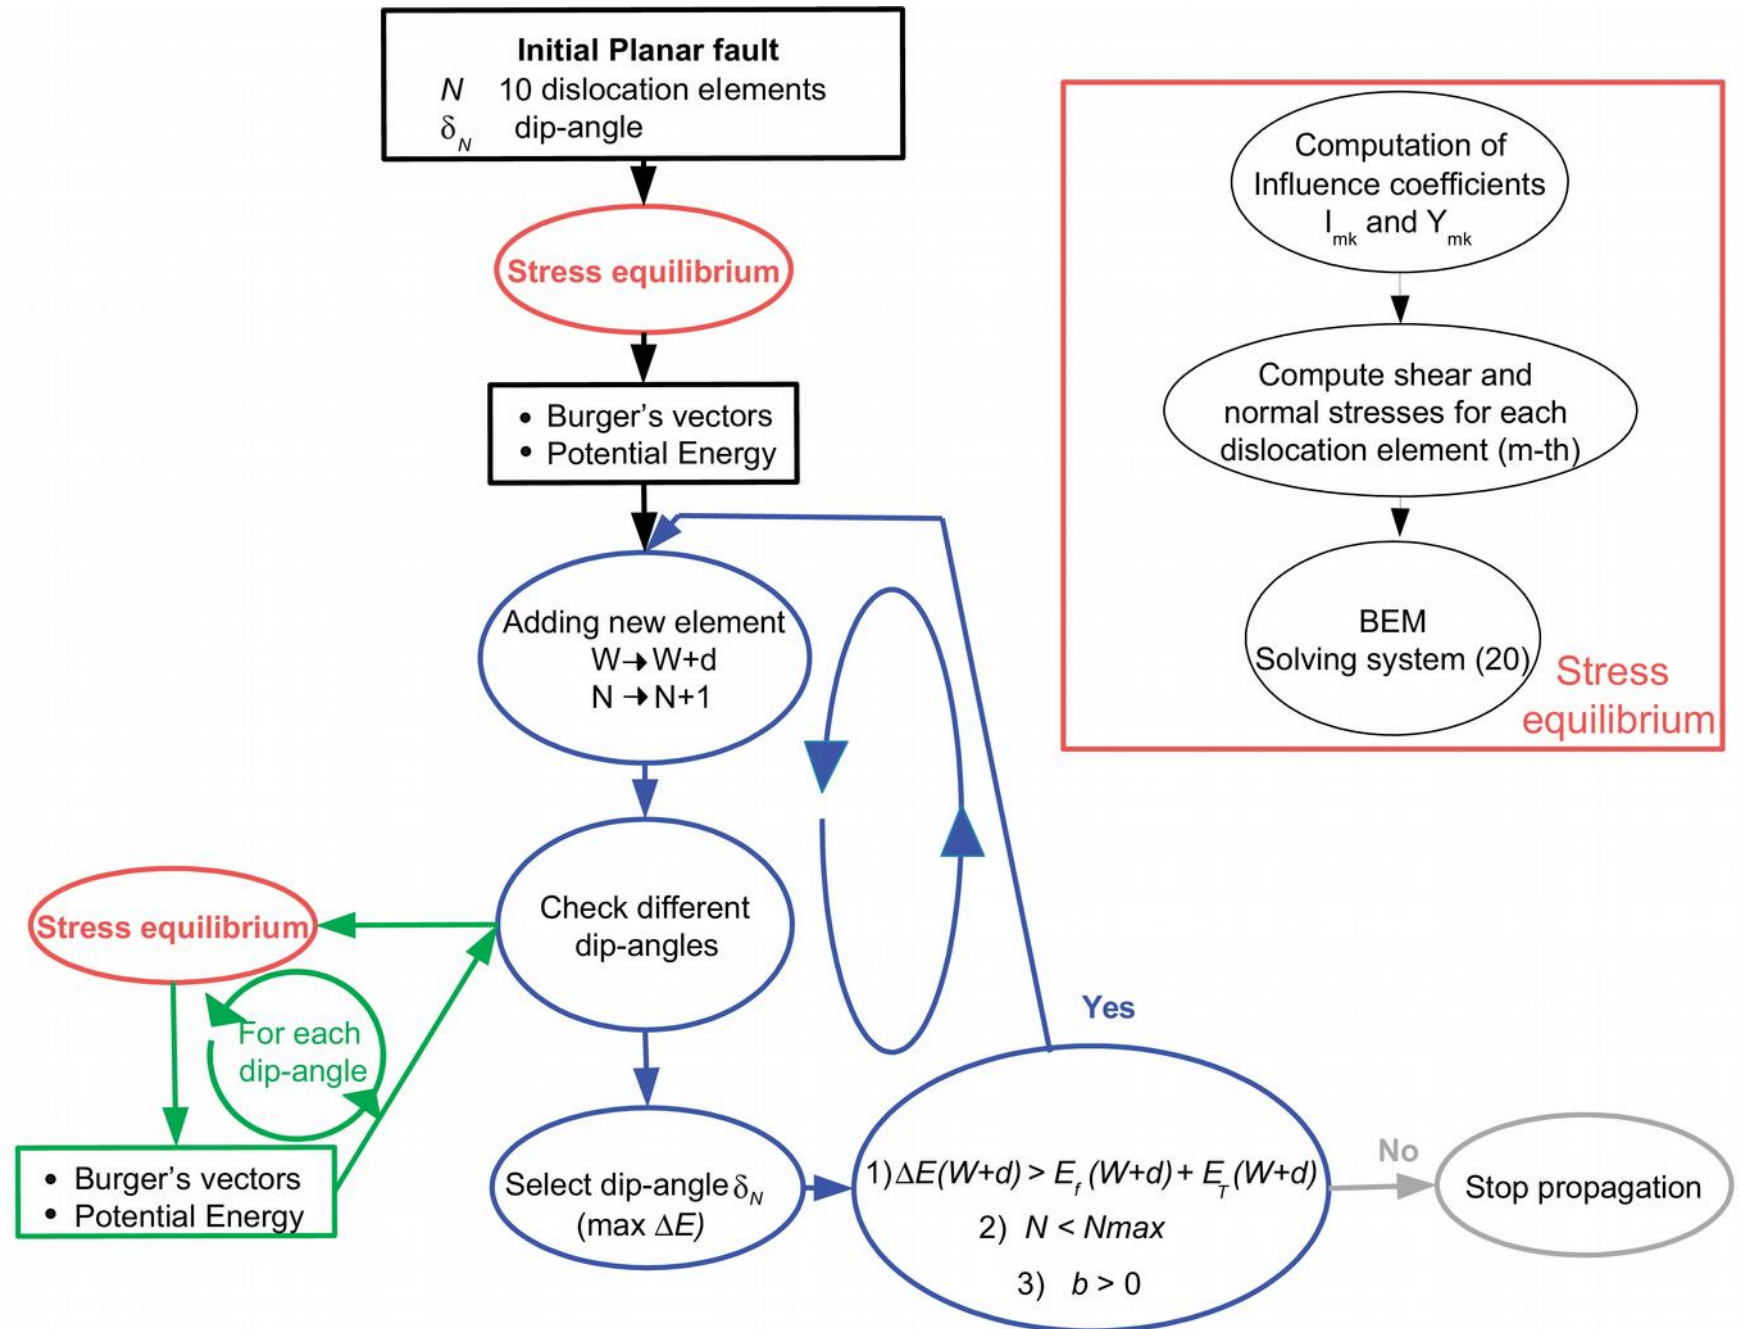 Initial Planar fault
N 10 dislocation elements
δN dip-angle
Stress equilibrium
• Burger's vectors
• Potential Energy
Adding new element
W→W+d
N→N+1
Check different
dip-angles
Stress equilibrium
For each
dip-angle
• Burger's vectors
• Potential Energy
Select dip-angle δN
(max ΔE)
Yes
1) ΔE(W+d) > Ef (W+d) + ET (W+d)
2) N < Nmax
3) b > 0
No
Stop propagation
Computation of
Influence coefficients
Imk and Ymk
Compute shear and
normal stresses for each
dislocation element (m-th)
BEM
Solving system (20)
Stress
equilibrium